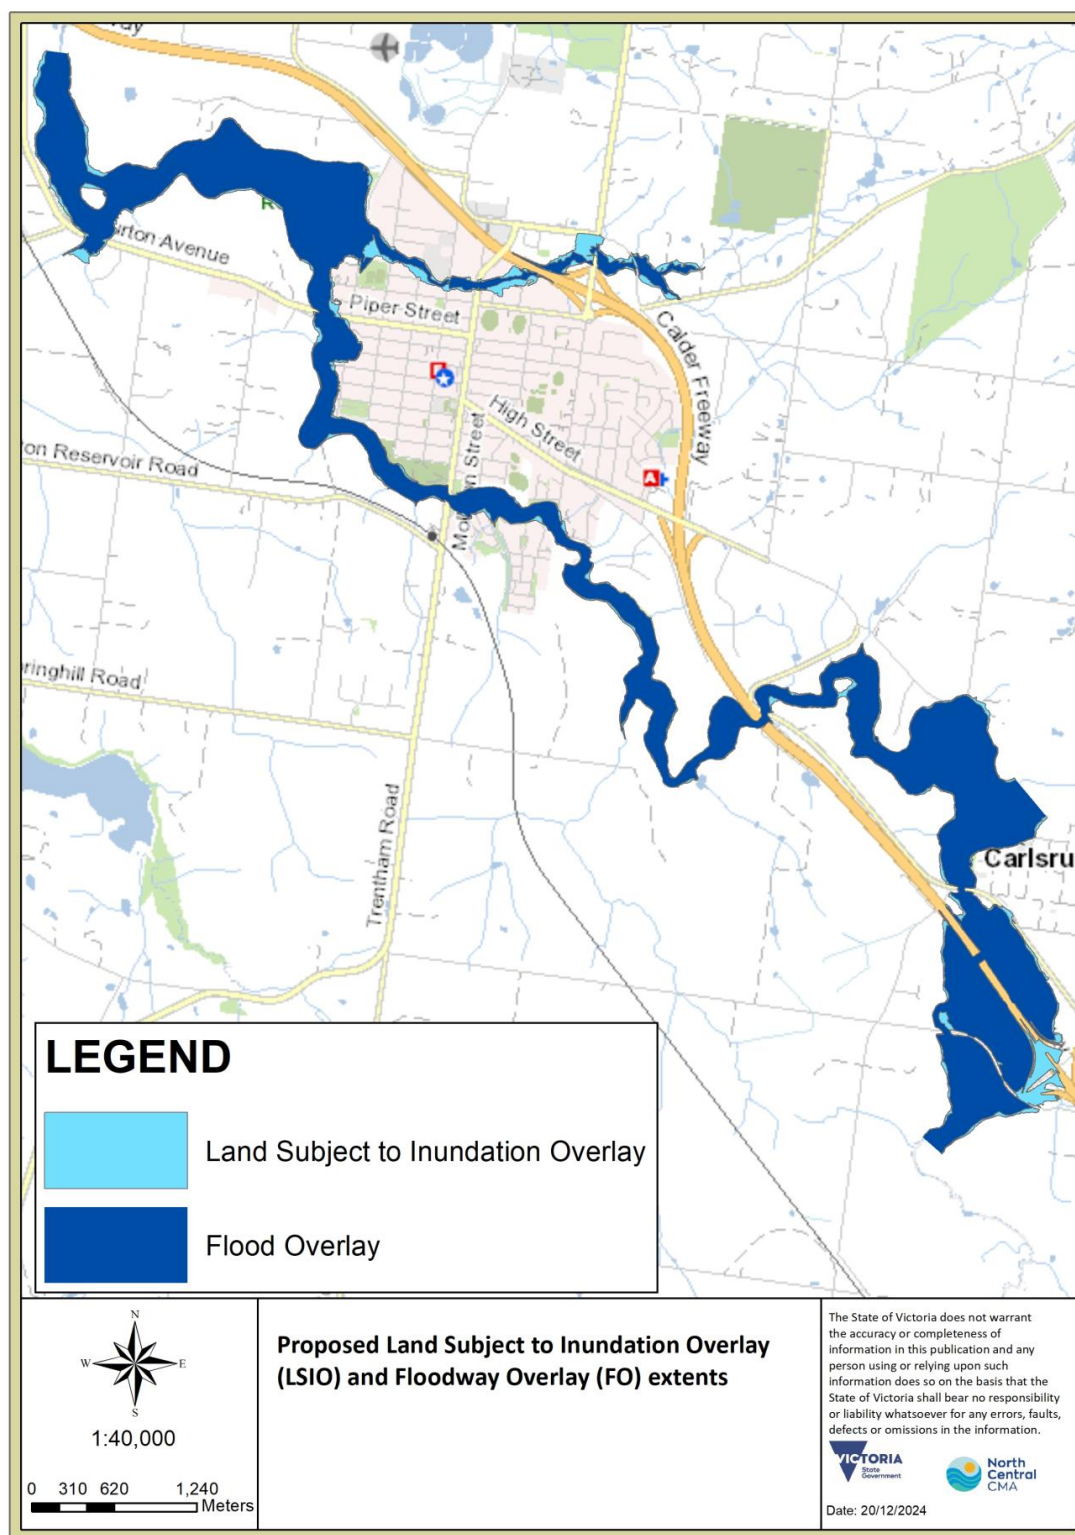 urton Avenue
Piper Street
Calder Freeway
High Street
on Reservoir Road
Street
A
ringhill Road
Trentham Road
Carlsru
LEGEND
Land Subject to Inundation Overlay
Flood Overlay
N
W
E
S
1:40,000
0 310 620 1,240
Meters
Proposed Land Subject to Inundation Overlay
(LSIO) and Floodway Overlay (FO) extents
The State of Victoria does not warrant
the accuracy or completeness of
information in this publication and any
person using or relying upon such
information does so on the basis that the
State of Victoria shall bear no responsibility
or liability whatsoever for any errors, faults,
defects or omissions in the information.
VICTORIA
State
Government
North
Central
CMA
Date: 20/12/2024